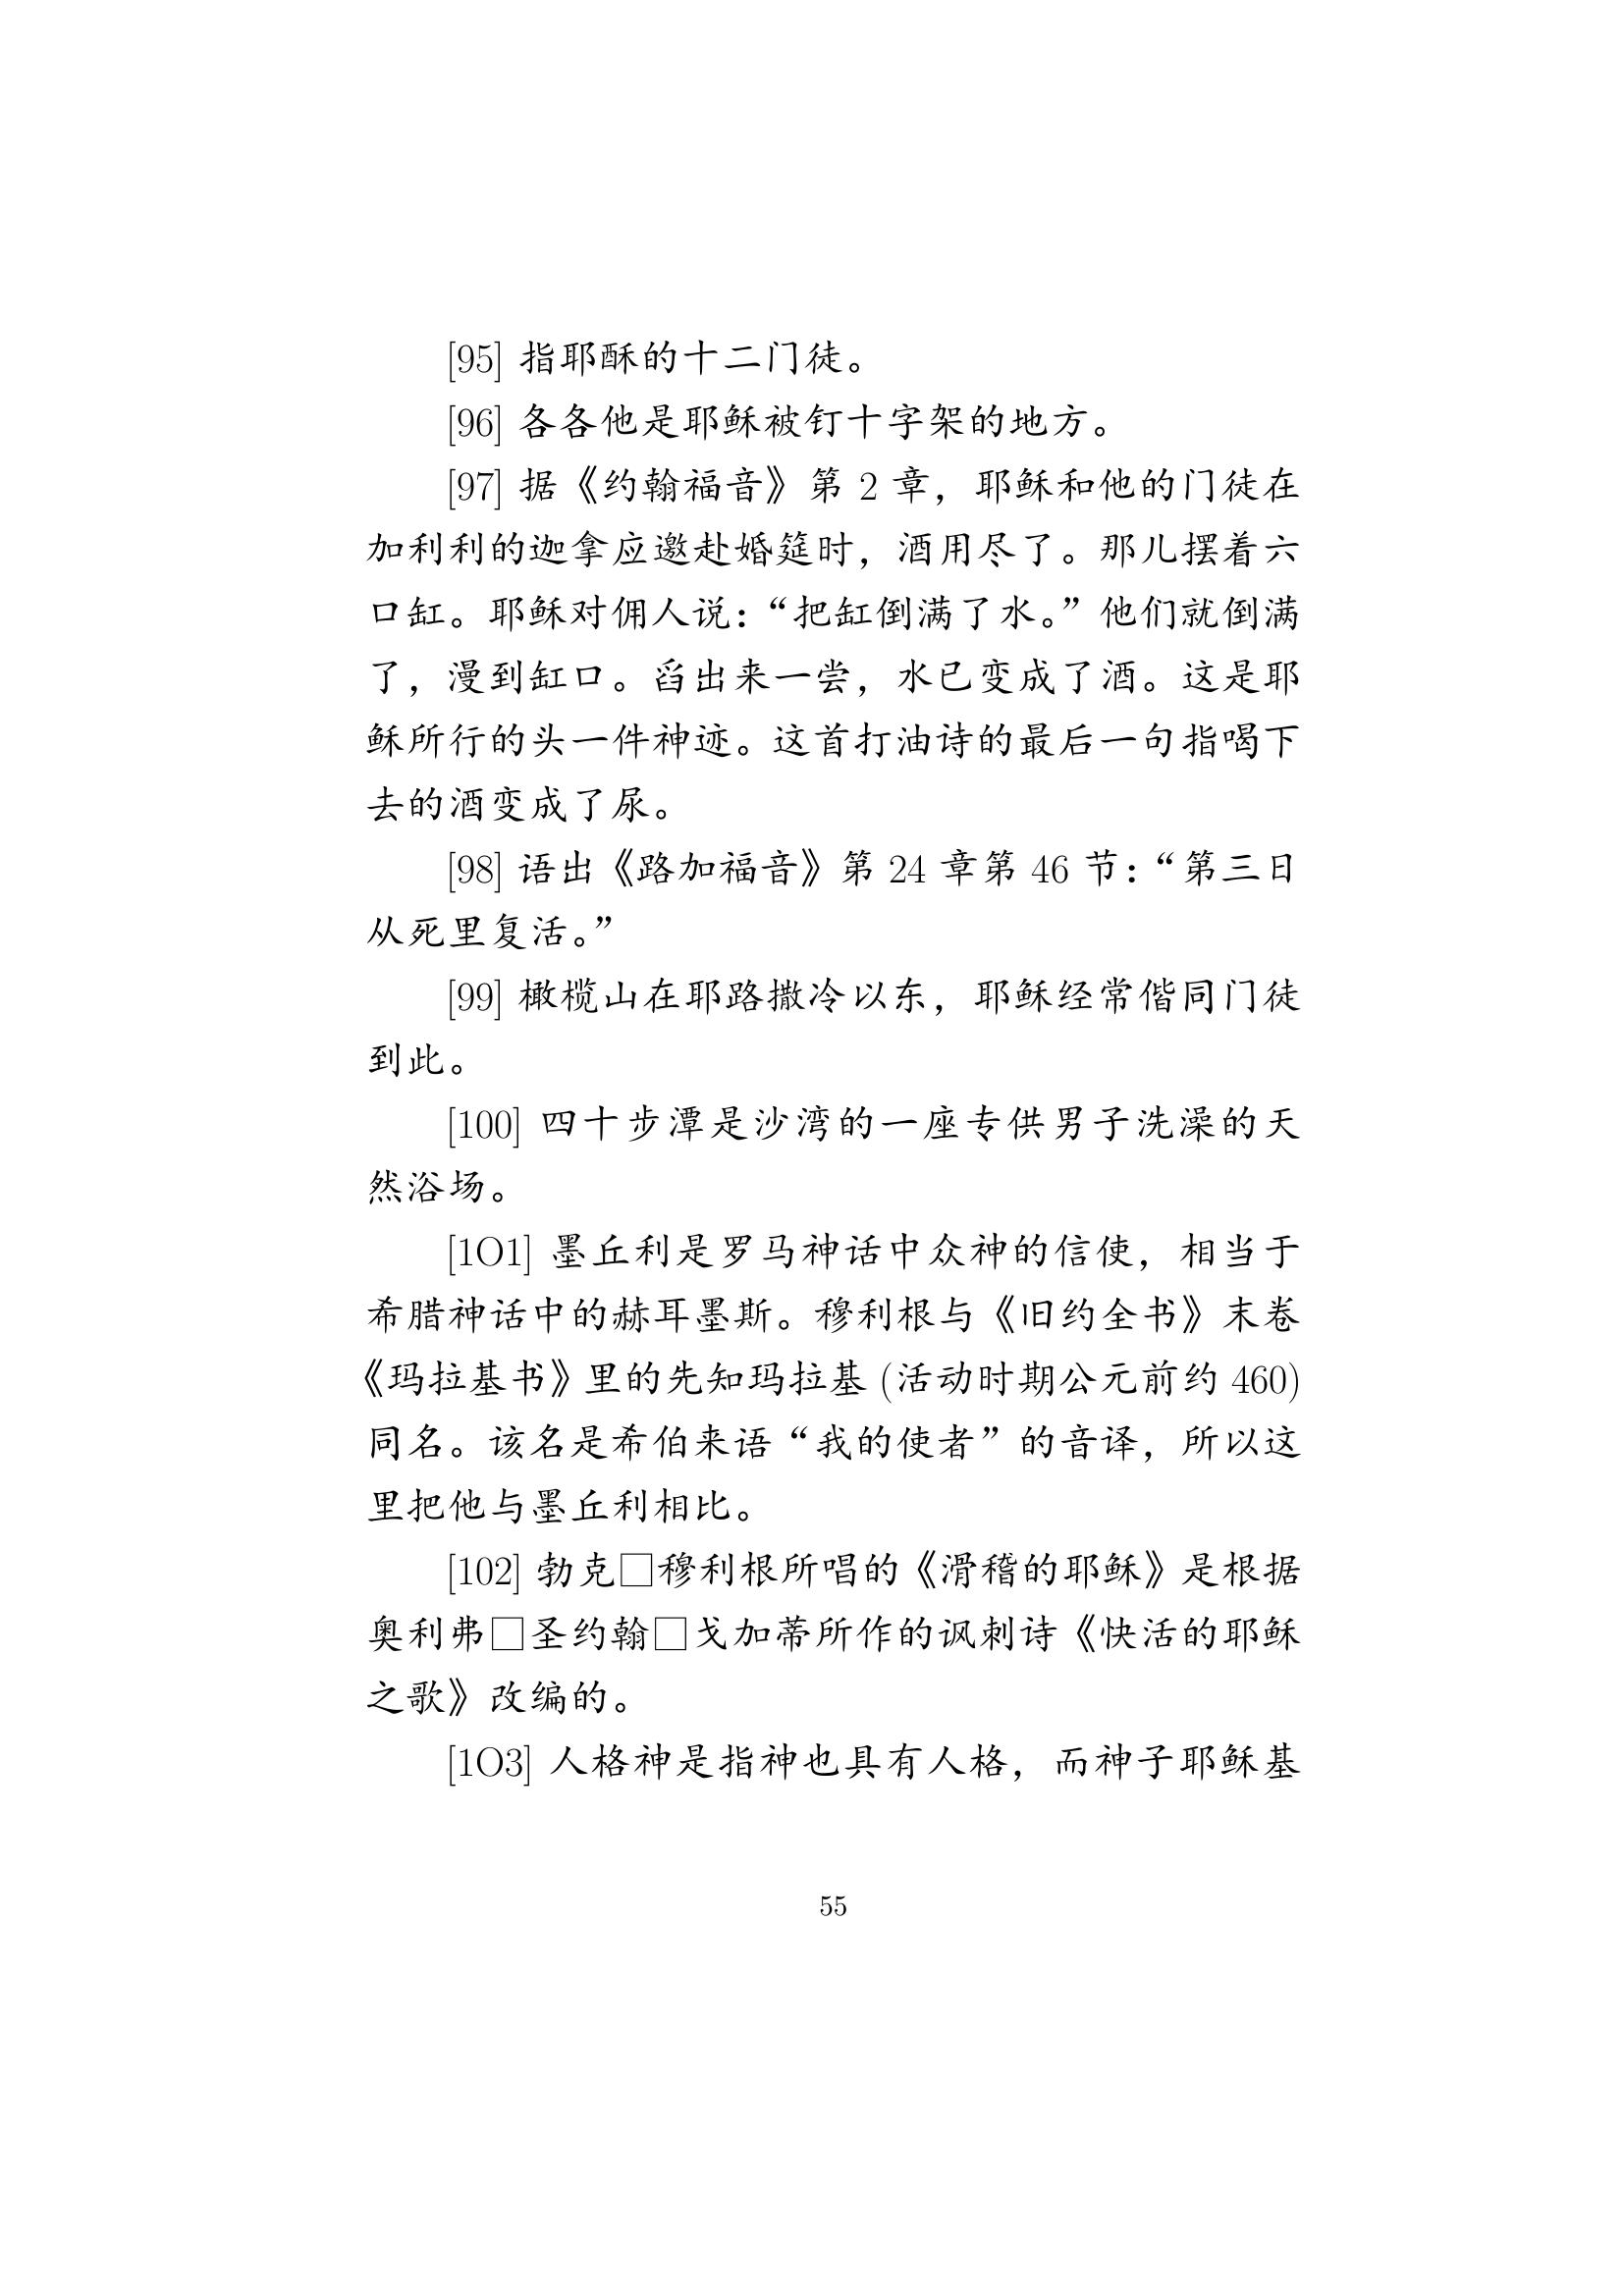 [95] 指耶酥的十二门徒。
[96] 各各他是耶稣被钉十字架的地方。
[97] 据《约翰福音》第 2 章，耶稣和他的门徒在
加利利的迦拿应邀赴婚筵时，酒用尽了。那儿摆着六
口缸。耶稣对佣人说：“把缸倒满了水。”他们就倒满
了，漫到缸口。舀出来一尝，水已变成了酒。这是耶
稣所行的头一件神迹。这首打油诗的最后一句指喝下
去的酒变成了尿。
[98] 语出《路加福音》第 24 章第 46 节：“第三日
从死里复活。”
[99] 橄榄山在耶路撒冷以东，耶稣经常偕同门徒
到此。
[100] 四十步潭是沙湾的一座专供男子洗澡的天
然浴场。
[1O1] 墨丘利是罗马神话中众神的信使，相当于
希腊神话中的赫耳墨斯。穆利根与《旧约全书》末卷
《玛拉基书》里的先知玛拉基 (活动时期公元前约 460)
同名。该名是希伯来语“我的使者”的音译，所以这
里把他与墨丘利相比。
[102] 勃克□穆利根所唱的《滑稽的耶稣》是根据
奥利弗□圣约翰□戈加蒂所作的讽刺诗《快活的耶稣
之歌》改编的。
[1O3] 人格神是指神也具有人格，而神子耶稣基
55